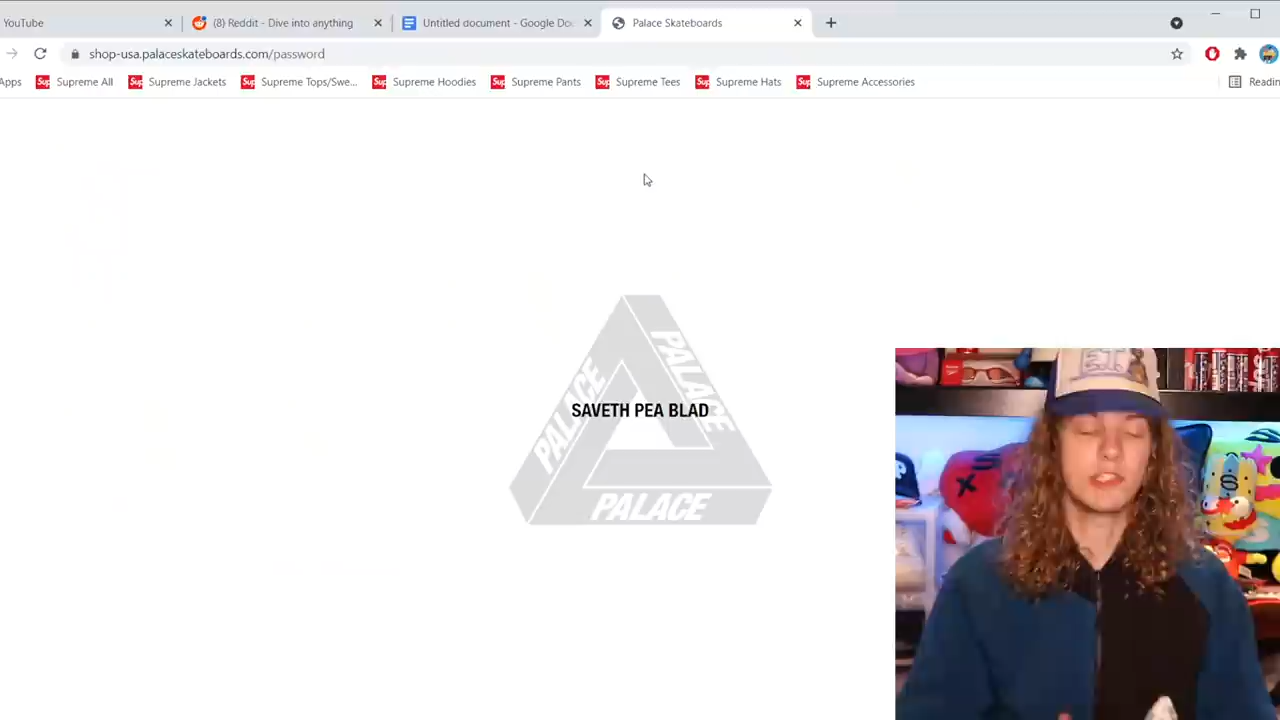 YouTube
(8) Reddit - Dive into anything
Untitled document - Google Doc
Palace Skateboards
shop-usa.palaceskateboards.com/password
Apps
Supreme All
Supreme Jackets
Supreme Tops/Swe...
Supreme Hoodies
Supreme Pants
Supreme Tees
Supreme Hats
Supreme Accessories
Readin
PALACE
PALACE
SAVETH PEA BLAD
PALACE
E.T.